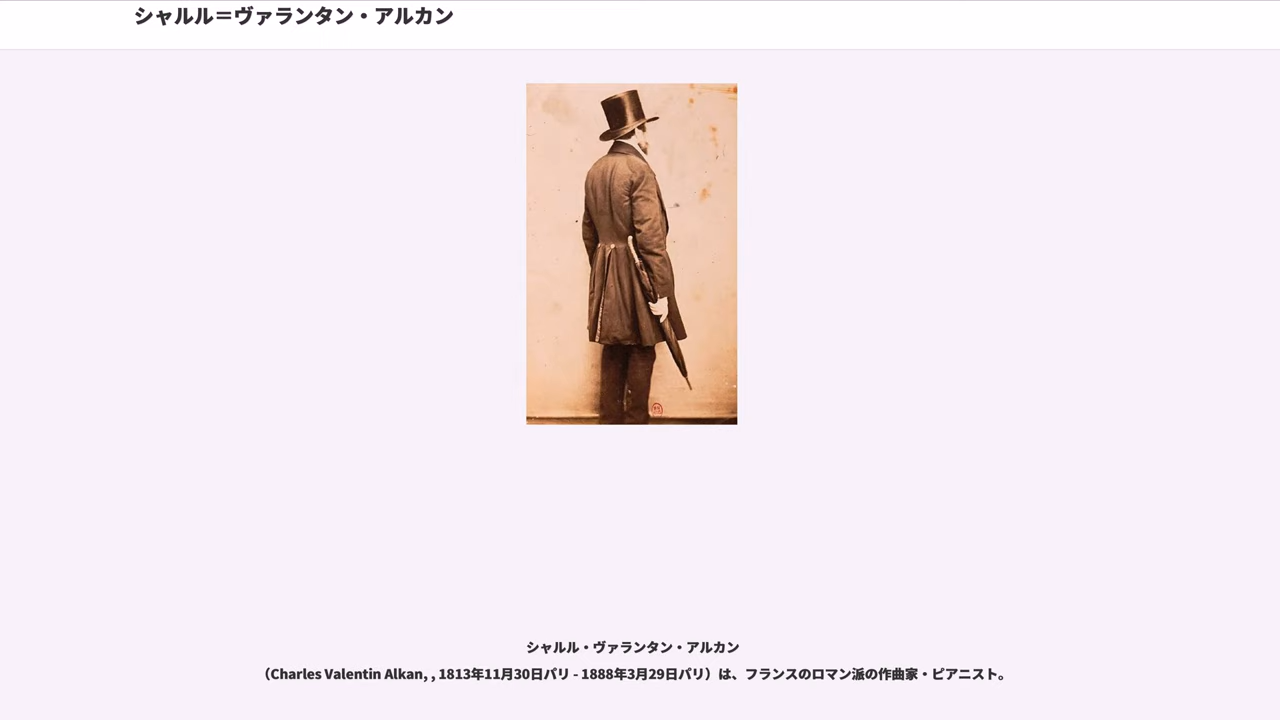 シャルル＝ヴァランタン・アルカン
シャルル・ヴァランタン・アルカン
（Charles Valentin Alkan, , 1813年11月30日パリ - 1888年3月29日パリ）は、フランスのロマン派の作曲家・ピアニスト。